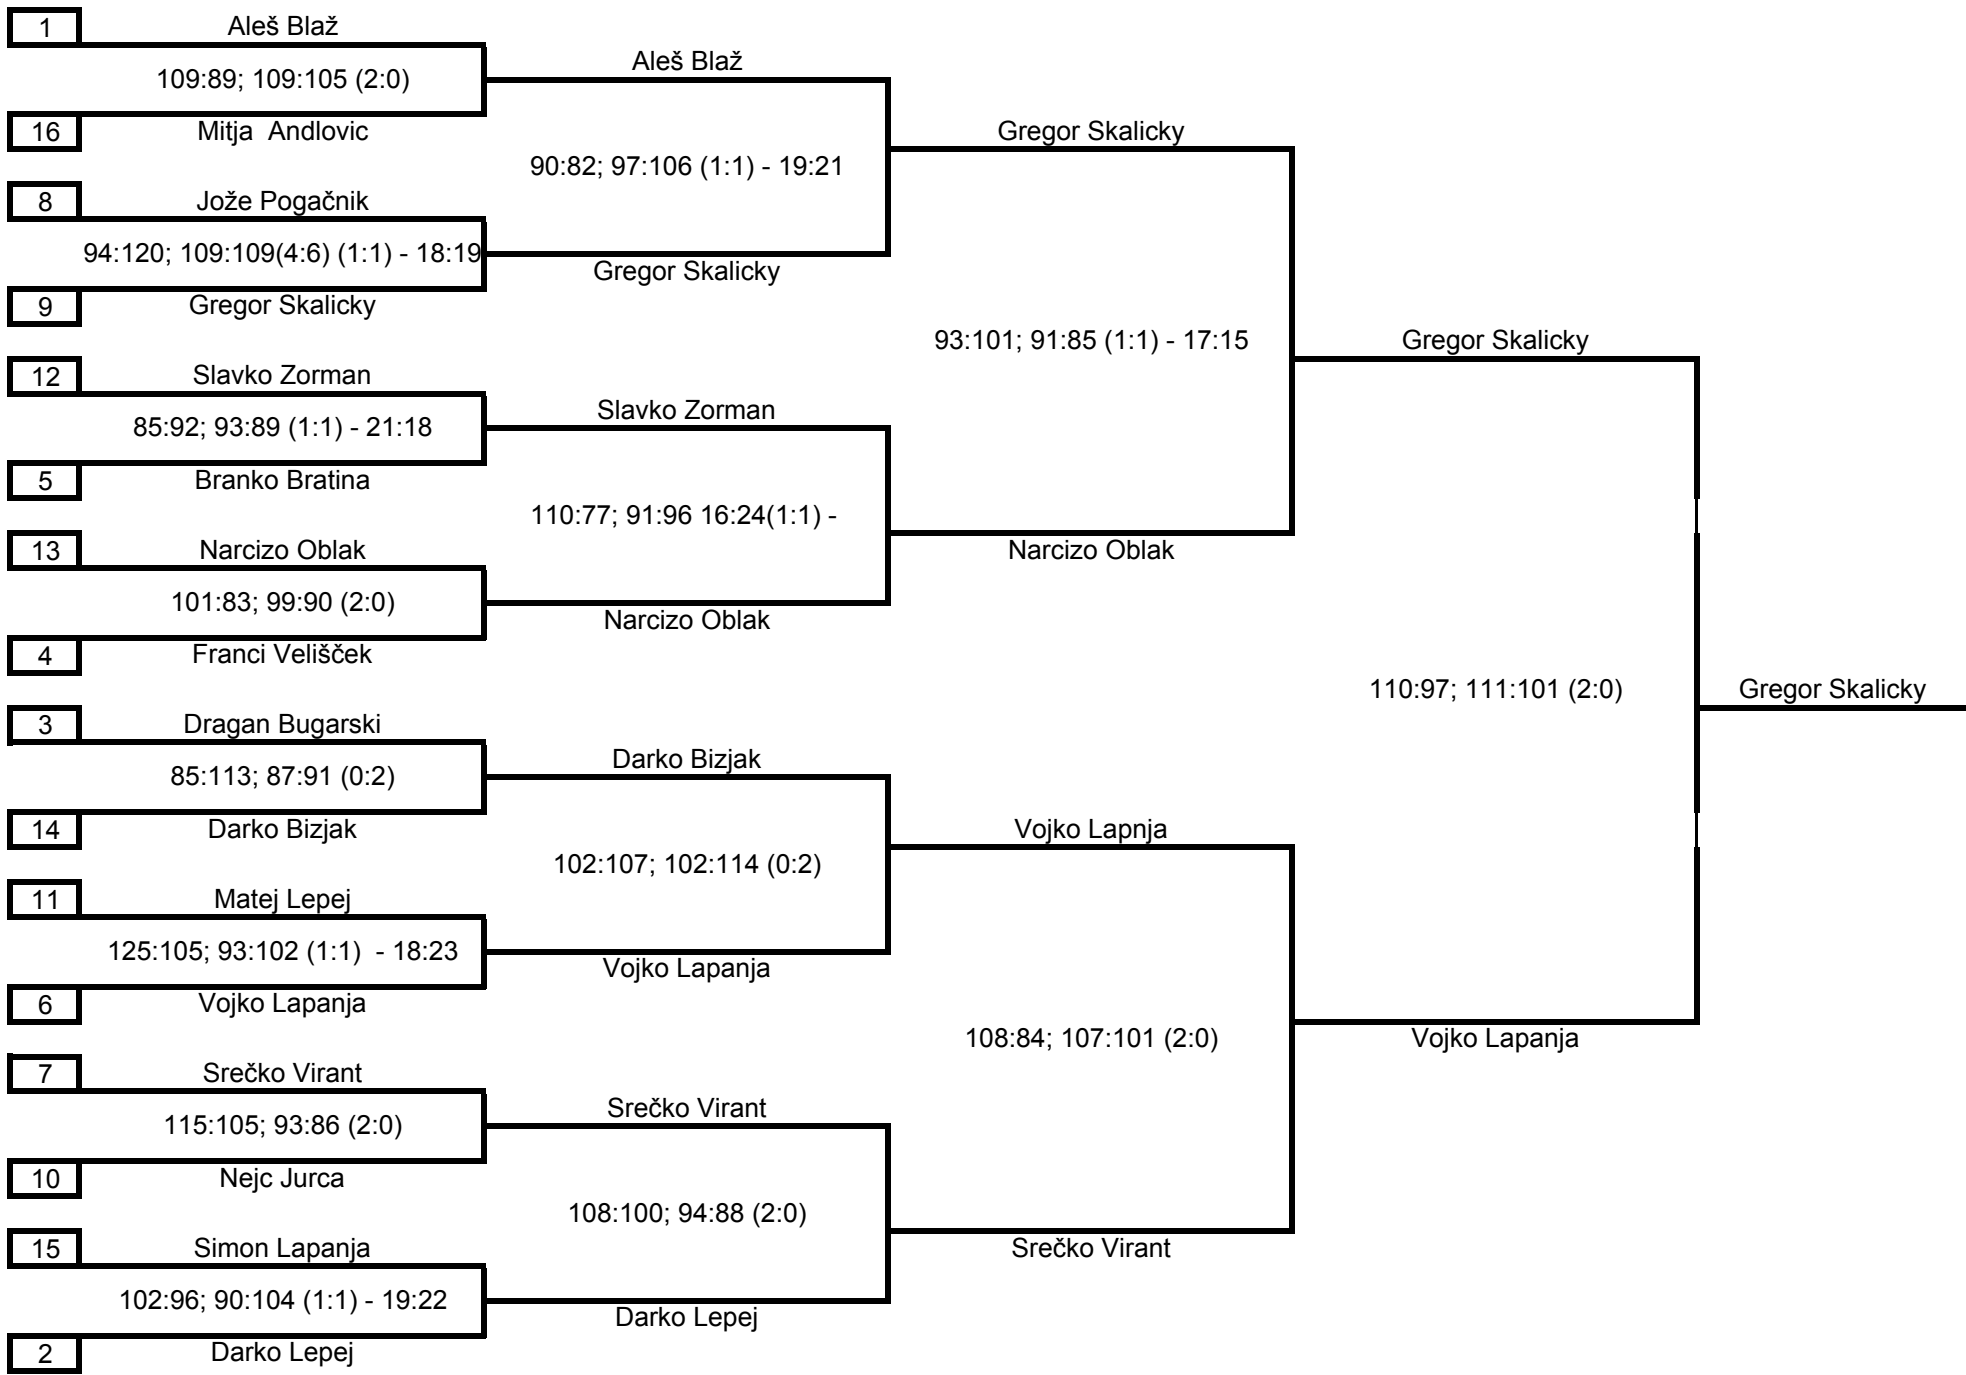 1
Aleš Blaž
109:89; 109:105 (2:0)
16
Mitja  Andlovic
8
Jože Pogačnik
94:120; 109:109(4:6) (1:1) - 18:19
9
Gregor Skalicky
12
Slavko Zorman
85:92; 93:89 (1:1) - 21:18
5
Branko Bratina
13
Narcizo Oblak
101:83; 99:90 (2:0)
4
Franci Velišček
3
Dragan Bugarski
85:113; 87:91 (0:2)
14
Darko Bizjak
11
Matej Lepej
125:105; 93:102 (1:1)  - 18:23
6
Vojko Lapanja
7
Srečko Virant
115:105; 93:86 (2:0)
10
Nejc Jurca
15
Simon Lapanja
102:96; 90:104 (1:1) - 19:22
2
Darko Lepej
Aleš Blaž
90:82; 97:106 (1:1) - 19:21
Gregor Skalicky
Slavko Zorman
110:77; 91:96 16:24(1:1) -
Narcizo Oblak
Darko Bizjak
102:107; 102:114 (0:2)
Vojko Lapanja
Srečko Virant
108:100; 94:88 (2:0)
Darko Lepej
Gregor Skalicky
93:101; 91:85 (1:1) - 17:15
Narcizo Oblak
Vojko Lapnja
108:84; 107:101 (2:0)
Srečko Virant
Gregor Skalicky
110:97; 111:101 (2:0)
Vojko Lapanja
Gregor Skalicky